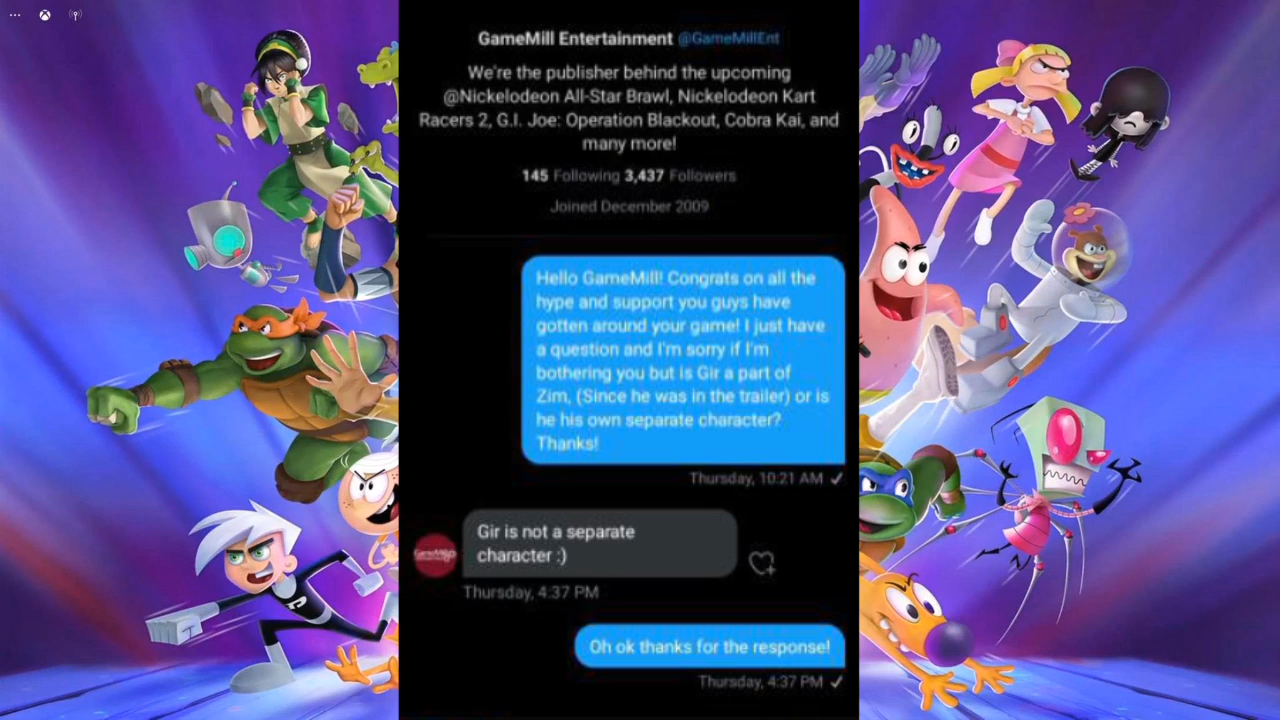 GameMill Entertainment @GameMillEnt
We're the publisher behind the upcoming
@Nickelodeon All-Star Brawl, Nickelodeon Kart
Racers 2, G.I. Joe: Operation Blackout, Cobra Kai, and
many more!
145 Following 3,437 Followers
Joined December 2009
Hello GameMill! Congrats on all the
hype and support you guys have
gotten around your game! I just have
a question and I'm sorry if I'm
bothering you but is Gir a part of
Zim, (Since he was in the trailer) or is
he his own separate character?
Thanks!
Thursday, 10:21 AM
Gir is not a separate
character :)
GameMill
Thursday, 4:37 PM
Oh ok thanks for the response!
Thursday, 4:37 PM